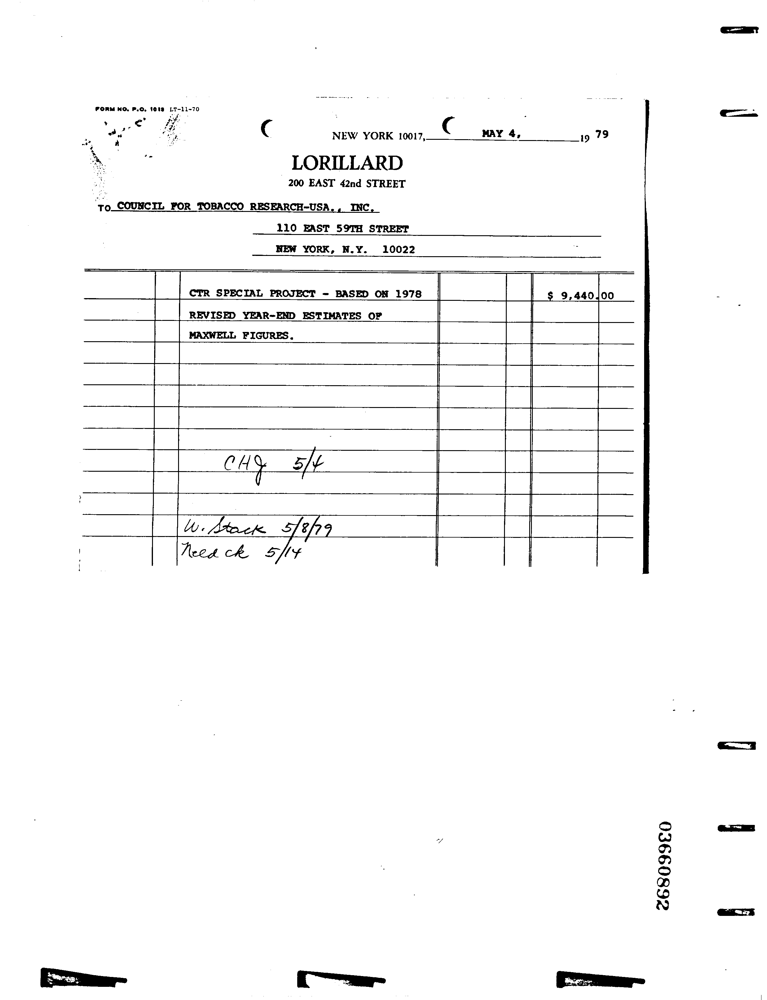 FORM NO. P.O. 1618 LT-11-70
NEW YORK 10017, MAY 4, 19 79
LORILLARD
200 EAST 42nd STREET
TO COUNCIL FOR TOBACCO RESEARCH-USA., INC.
110 EAST 59TH STREET
NEW YORK, N.Y. 10022
CTR SPECIAL PROJECT - BASED ON 1978 $ 9,440.00
REVISED YEAR-END ESTIMATES OF
MAXWELL FIGURES.
CHJ 5/4
W. Stack 5/8/79
Need ck 5/14
03660892